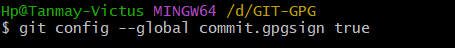 Hp@Tanmay-Victus MINGW64 /d/GIT-GPG
$ git config --global commit.gpgsign true